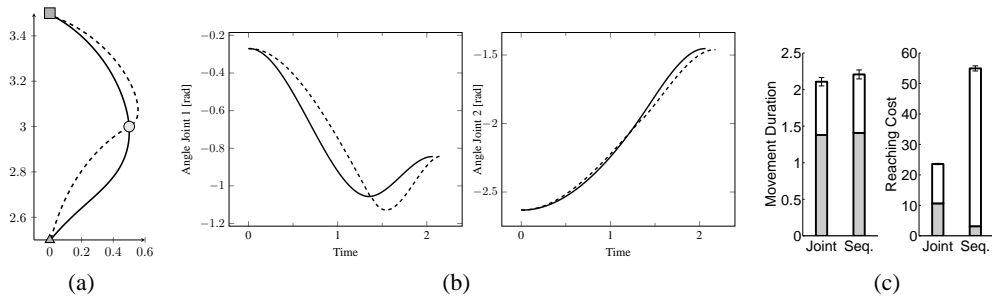 3.4
3.2
3
2.8
2.6
0 0.2 0.4 0.6
(a)
Angle Joint 1 [rad]
−0.2
−0.4
−0.6
−0.8
−1
−1.2
0 1 2
Time
Angle Joint 2 [rad]
−1.5
−2
−2.5
0 1 2
Time
(b)
Movement Duration
2.5
2
1.5
1
0.5
0
Joint Seq.
Reaching Cost
60
50
40
30
20
10
0
Joint Seq.
(c)